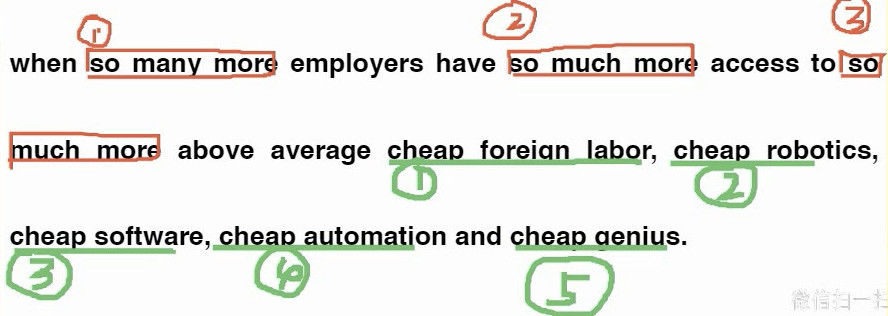 1 2 3
when so many more employers have so much more access to so
much more above average cheap foreign labor, cheap robotics,
1 2
cheap software, cheap automation and cheap genius.
3 4 5
微信扫一扫